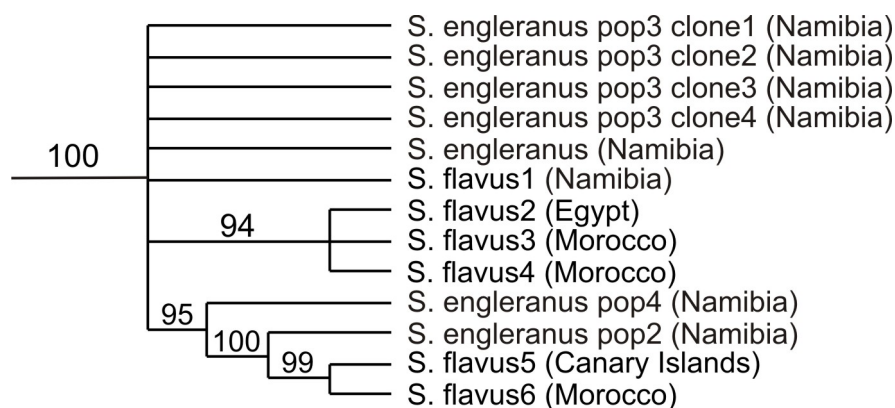 S. engleranus pop3 clone1 (Namibia)
S. engleranus pop3 clone2 (Namibia)
S. engleranus pop3 clone3 (Namibia)
S. engleranus pop3 clone4 (Namibia)
100
S. engleranus (Namibia)
S. flavus1 (Namibia)
S. flavus2 (Egypt)
94
S. flavus3 (Morocco)
S. flavus4 (Morocco)
S. engleranus pop4 (Namibia)
95
S. engleranus pop2 (Namibia)
100
S. flavus5 (Canary Islands)
99
S. flavus6 (Morocco)